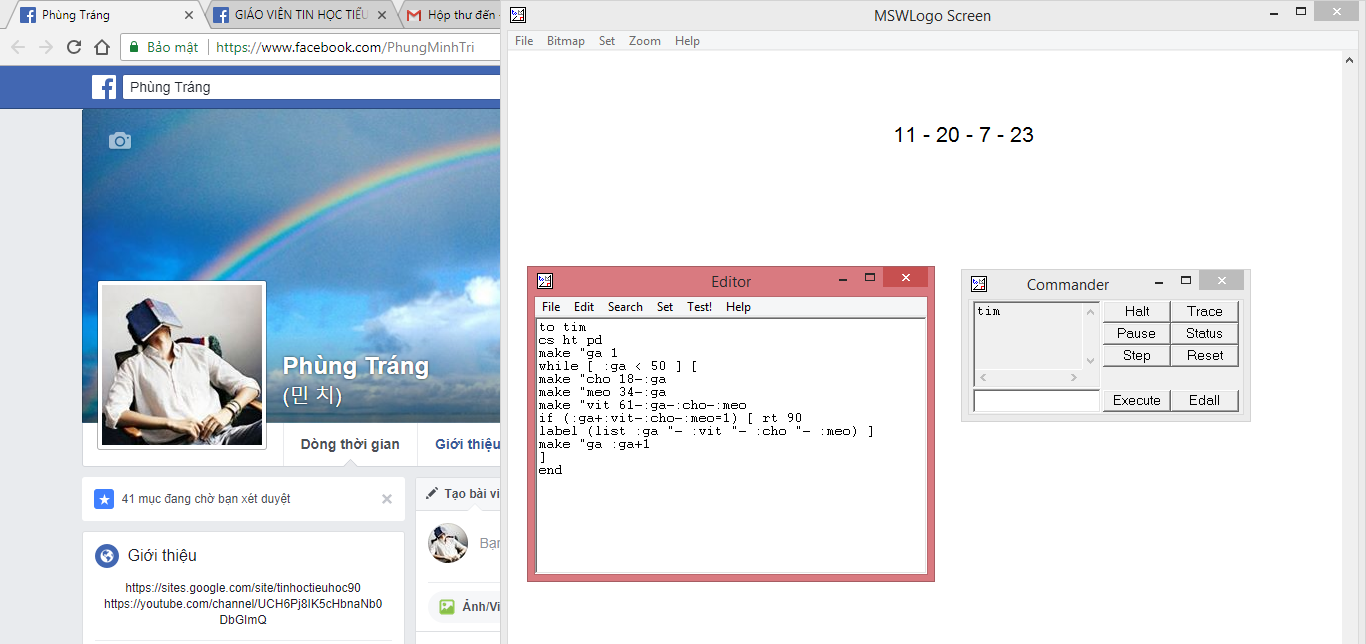 Phùng Tráng
GIÁO VIÊN TIN HỌC TIỂU
Hộp thư đến
Bảo mật
https://www.facebook.com/PhungMinhTri
Phùng Tráng
Phùng Tráng
(민 치)
Dòng thời gian
Giới thiệu
41 mục đang chờ bạn xét duyệt
Tạo bài vi
Bạn
Ảnh/Vi
Giới thiệu
https://sites.google.com/site/tinhoctieuhoc90
https://youtube.com/channel/UCH6Pj8IK5cHbnaNb0
DbGImQ
MSWLogo Screen
File Bitmap Set Zoom Help
11 - 20 - 7 - 23
Editor
File Edit Search Set Test! Help
to tim
cs ht pd
make "ga 1
while [ :ga < 50 ] [
make "cho 18-:ga
make "meo 34-:ga
make "vit 61-:ga-:cho-:meo
if (:ga+:vit-:cho-:meo=1) [ rt 90
label (list :ga "- :vit "- :cho "- :meo) ]
make "ga :ga+1
]
end
Commander
tim
Halt Trace
Pause Status
Step Reset
Execute Edall